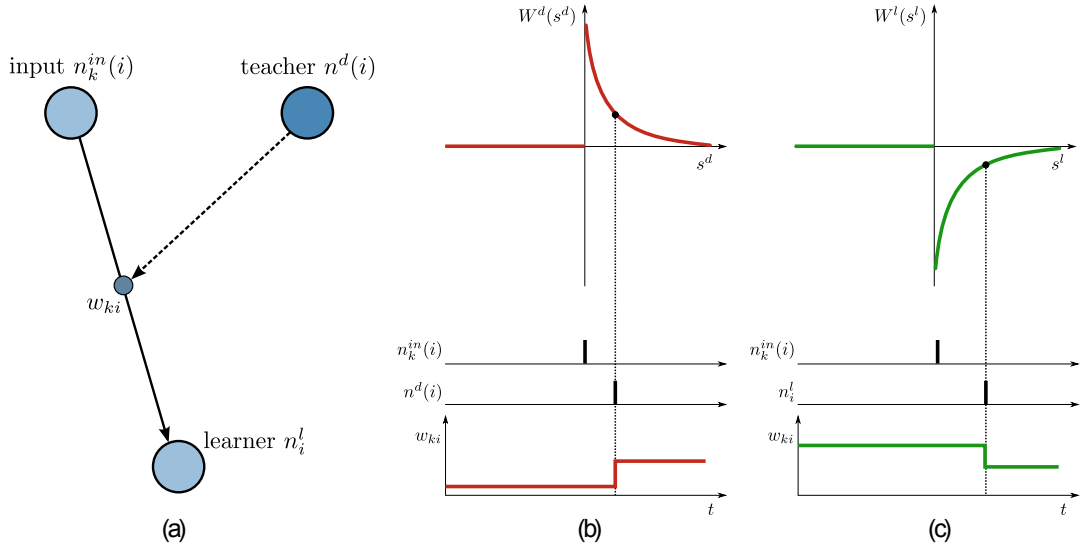 input $n_k^{in}(i)$
teacher $n^d(i)$
$w_{ki}$
learner $n_i^l$
(a)
$W^d(s^d)$
$s^d$
$n_k^{in}(i)$
$n^d(i)$
$w_{ki}$
$t$
(b)
$W^l(s^l)$
$s^l$
$n_k^{in}(i)$
$n_i^l$
$w_{ki}$
$t$
(c)